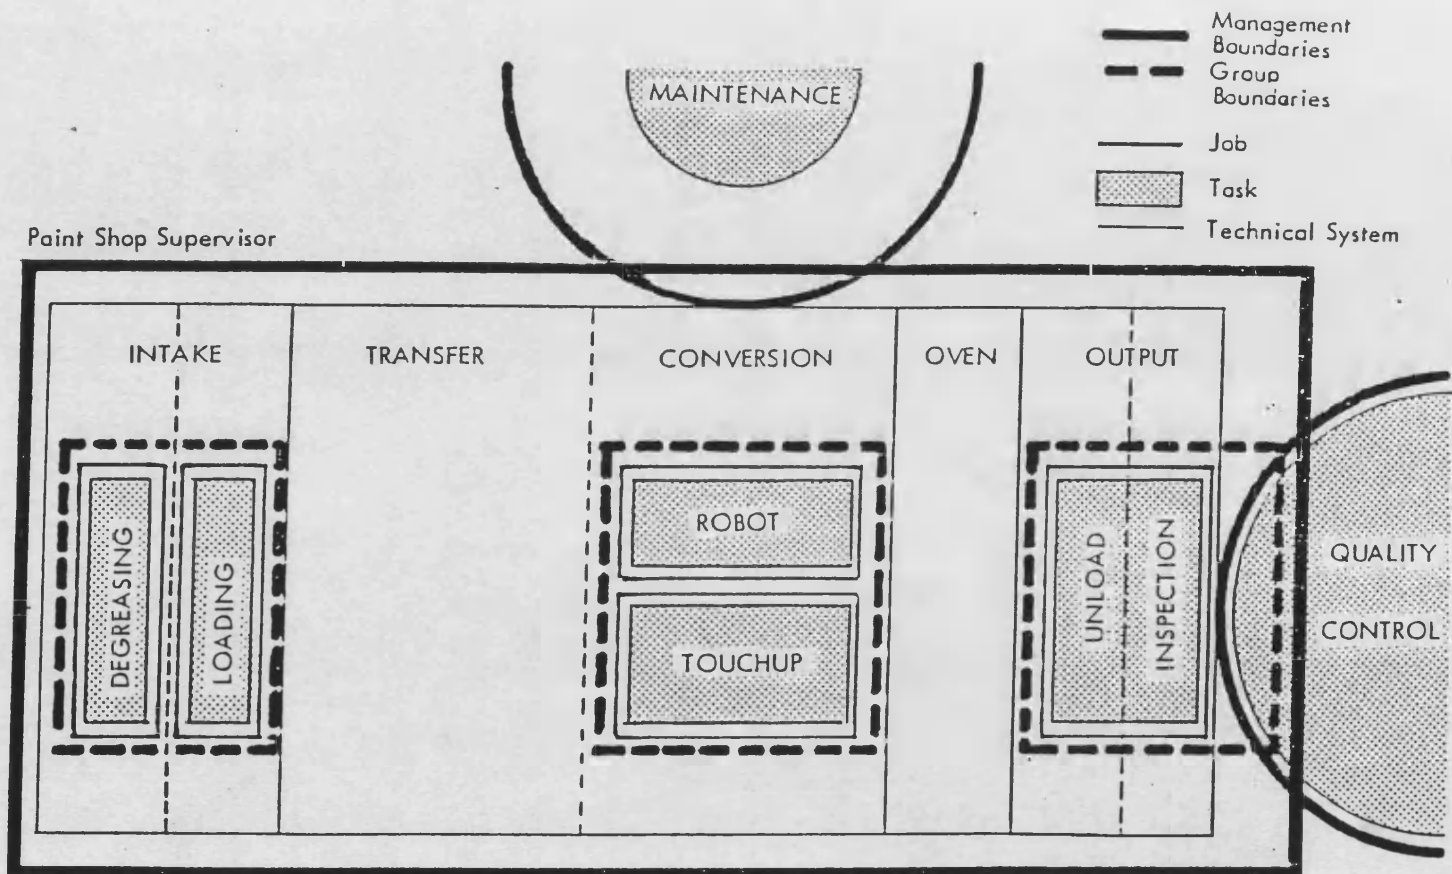 Management
Boundaries
Group
Boundaries
Job
Task
Technical System
MAINTENANCE
Paint Shop Supervisor
INTAKE
TRANSFER
CONVERSION
OVEN
OUTPUT
DEGREASING
LOADING
ROBOT
TOUCHUP
UNLOAD
INSPECTION
QUALITY
CONTROL